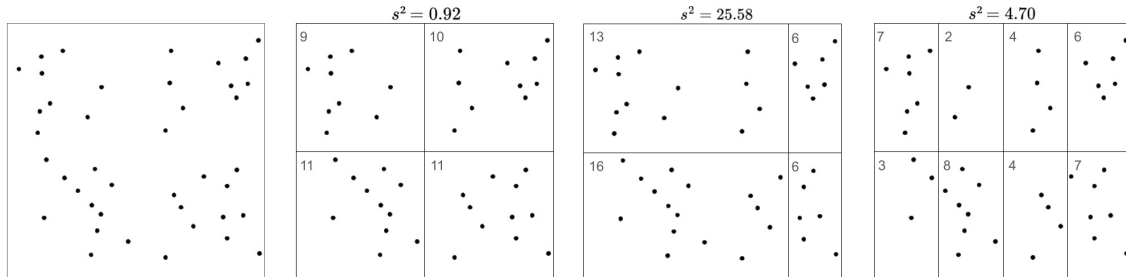 s² = 0.92
s² = 25.58
s² = 4.70
9 10
13 6
7 2 4 6
11 11
16 6
3 8 4 7